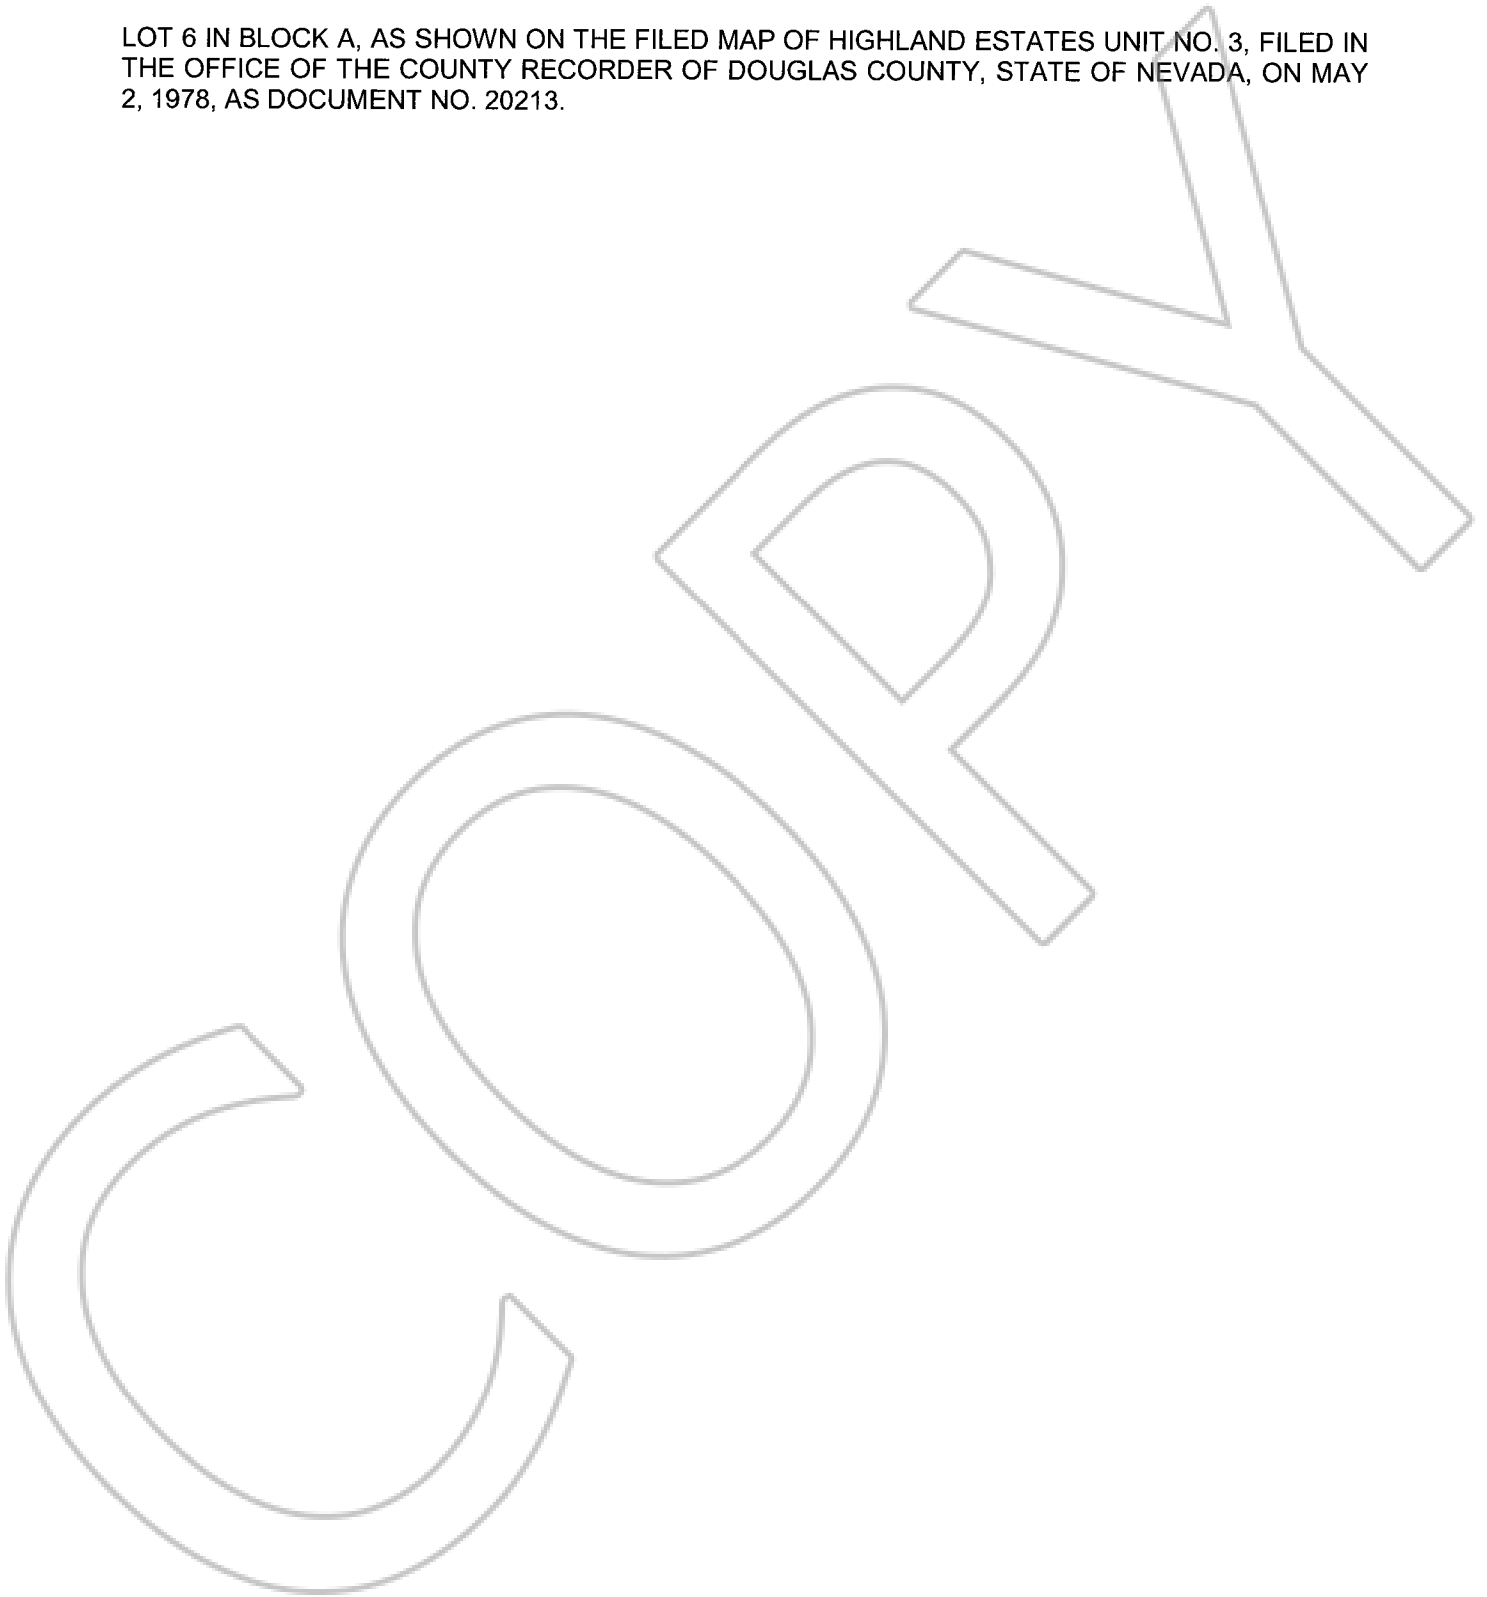 LOT 6 IN BLOCK A, AS SHOWN ON THE FILED MAP OF HIGHLAND ESTATES UNIT NO. 3, FILED IN
THE OFFICE OF THE COUNTY RECORDER OF DOUGLAS COUNTY, STATE OF NEVADA, ON MAY
2, 1978, AS DOCUMENT NO. 20213.
COPY